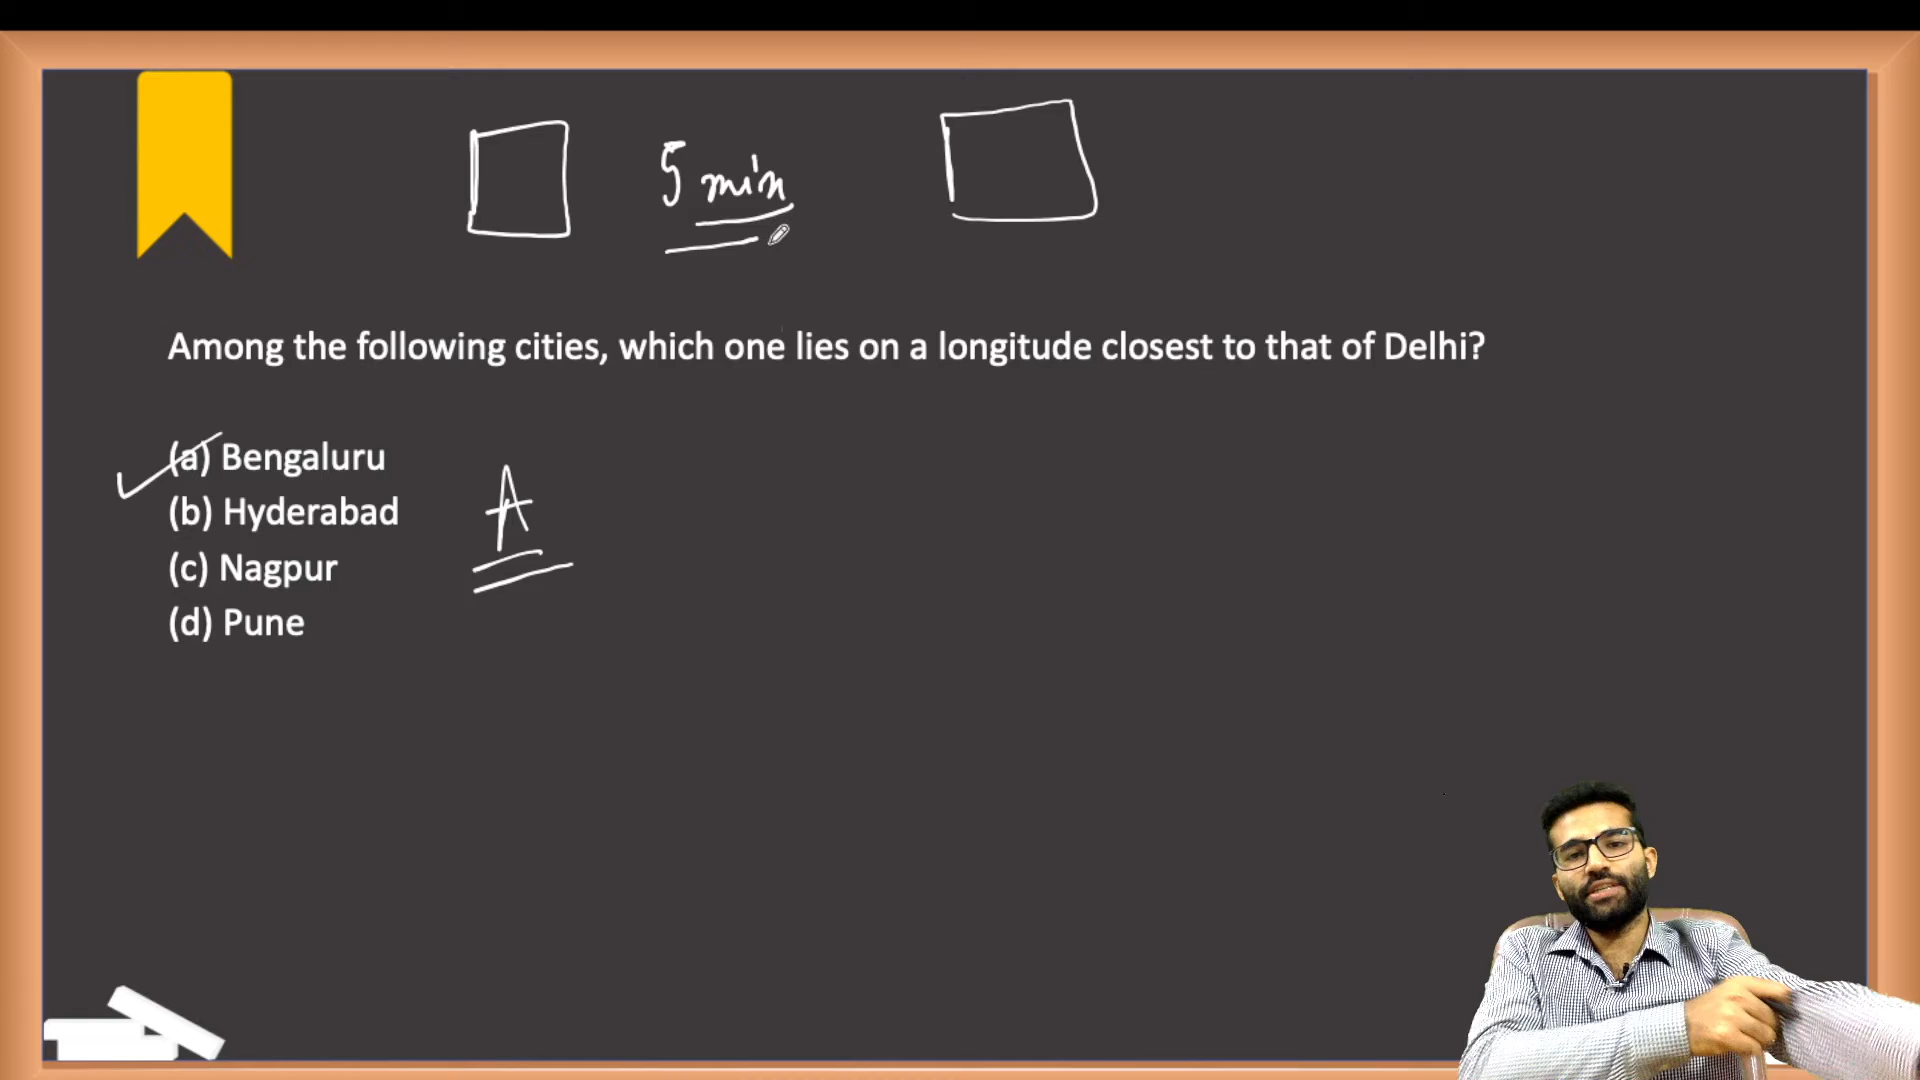 5 min
Among the following cities, which one lies on a longitude closest to that of Delhi?
(a) Bengaluru
(b) Hyderabad
(c) Nagpur
(d) Pune
A